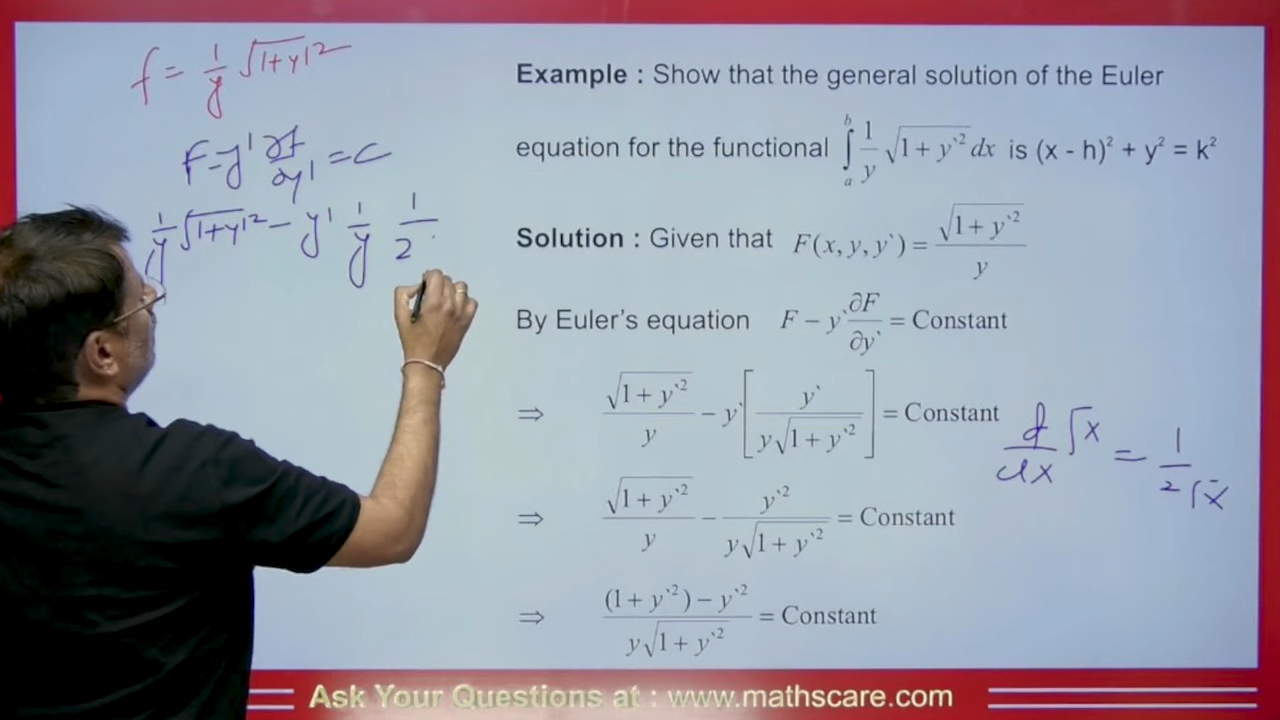 f = 1/y √1+y'²
F-y' ∂f/∂y' = c
1/y √1+y'² - y' 1/y 1/2
Example : Show that the general solution of the Euler
equation for the functional ∫ₐᵇ 1/y √(1+y`²) dx is (x - h)² + y² = k²
Solution : Given that F(x, y, y`) = √(1+y`²)/y
By Euler's equation F − y` ∂F/∂y` = Constant
⇒ √(1+y`²)/y − y`[y`/(y√(1+y`²))] = Constant
d/dx √x = 1/2√x
⇒ √(1+y`²)/y − y`²/(y√(1+y`²)) = Constant
⇒ ((1+y`²)−y`²)/(y√(1+y`²)) = Constant
Ask Your Questions at : www.mathscare.com